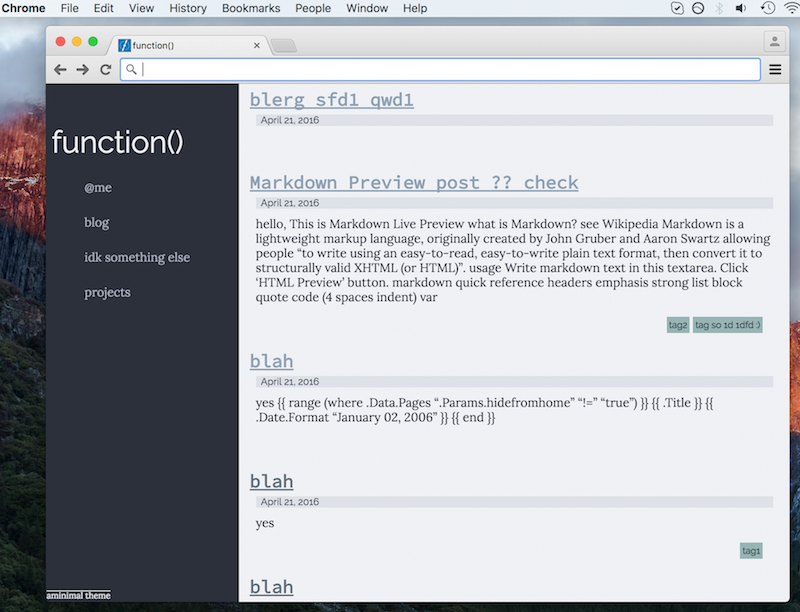 Chrome File Edit View History Bookmarks People Window Help
function()
function()
@me
blog
idk something else
projects
aminimal theme
blerg sfd1 qwd1
April 21, 2016
Markdown Preview post ?? check
April 21, 2016
hello, This is Markdown Live Preview what is Markdown? see Wikipedia Markdown is a
lightweight markup language, originally created by John Gruber and Aaron Swartz allowing
people “to write using an easy-to-read, easy-to-write plain text format, then convert it to
structurally valid XHTML (or HTML)”. usage Write markdown text in this textarea. Click
‘HTML Preview’ button. markdown quick reference headers emphasis strong list block
quote code (4 spaces indent) var
tag2 tag so 1d 1dfd :)
blah
April 21, 2016
yes {{ range (where .Data.Pages “.Params.hidefromhome” “!=” “true”) }} {{ .Title }} {{
.Date.Format “January 02, 2006” }} {{ end }}
blah
April 21, 2016
yes
tag1
blah